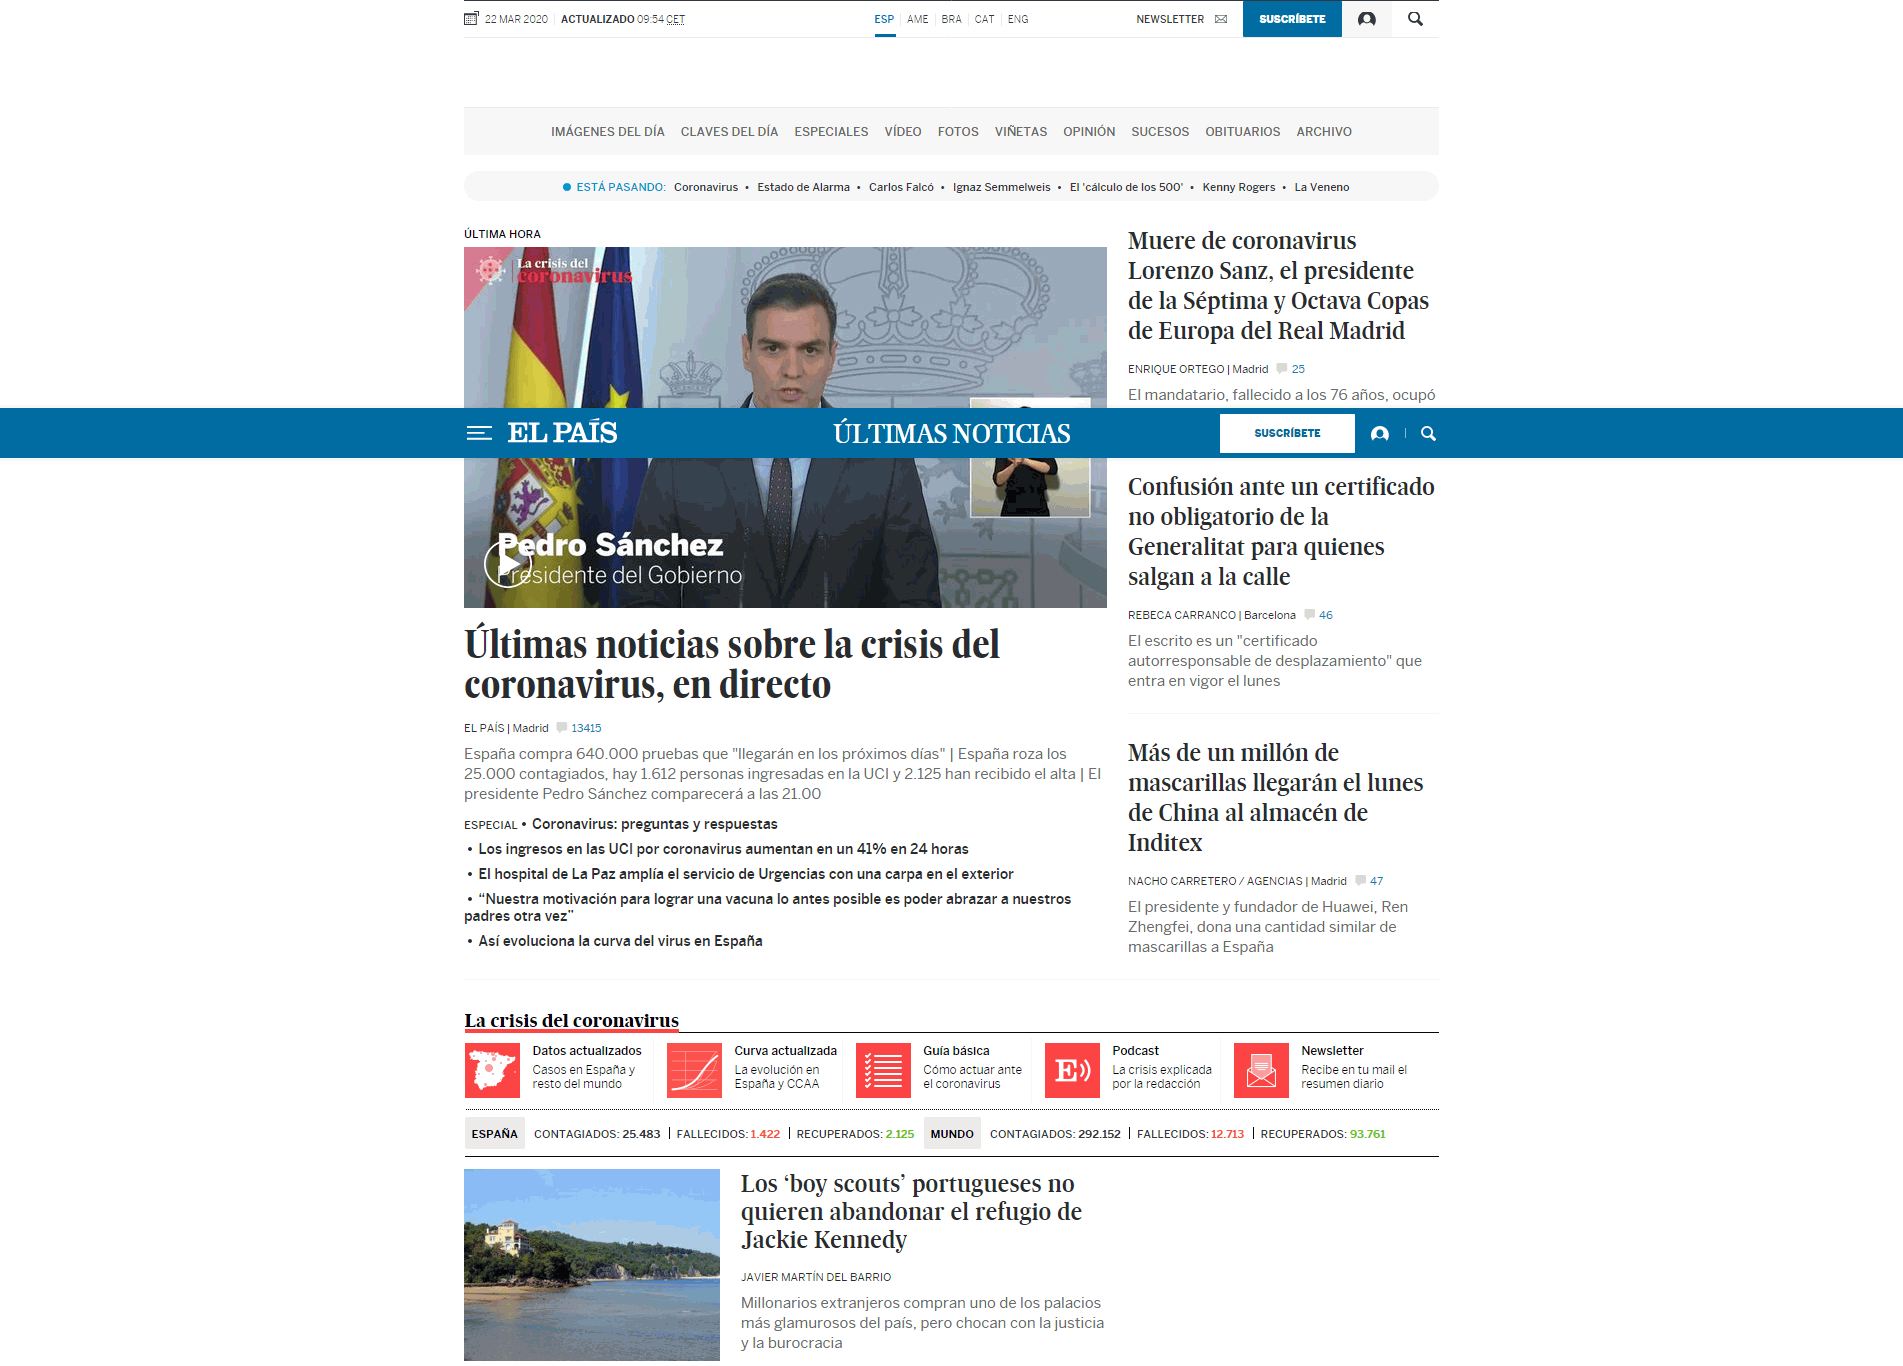 22 MAR 2020 ACTUALIZADO 09:54 CET
ESP AME BRA CAT ENG
NEWSLETTER
SUSCRÍBETE
IMÁGENES DEL DÍA CLAVES DEL DÍA ESPECIALES VÍDEO FOTOS VIÑETAS OPINIÓN SUCESOS OBITUARIOS ARCHIVO
ESTÁ PASANDO: Coronavirus • Estado de Alarma • Carlos Falcó • Ignaz Semmelweis • El 'cálculo de los 500' • Kenny Rogers • La Veneno
ÚLTIMA HORA
La crisis del
coronavirus
Muere de coronavirus
Lorenzo Sanz, el presidente
de la Séptima y Octava Copas
de Europa del Real Madrid
ENRIQUE ORTEGO | Madrid 25
El mandatario, fallecido a los 76 años, ocupó
EL PAÍS
ÚLTIMAS NOTICIAS
SUSCRÍBETE
Pedro Sánchez
Presidente del Gobierno
Confusión ante un certificado
no obligatorio de la
Generalitat para quienes
salgan a la calle
REBECA CARRANCO | Barcelona 46
El escrito es un "certificado
autorresponsable de desplazamiento" que
entra en vigor el lunes
Últimas noticias sobre la crisis del
coronavirus, en directo
EL PAÍS | Madrid 13415
España compra 640.000 pruebas que "llegarán en los próximos días" | España roza los
25.000 contagiados, hay 1.612 personas ingresadas en la UCI y 2.125 han recibido el alta | El
presidente Pedro Sánchez comparecerá a las 21.00
ESPECIAL • Coronavirus: preguntas y respuestas
• Los ingresos en las UCI por coronavirus aumentan en un 41% en 24 horas
• El hospital de La Paz amplía el servicio de Urgencias con una carpa en el exterior
• “Nuestra motivación para lograr una vacuna lo antes posible es poder abrazar a nuestros
padres otra vez”
• Así evoluciona la curva del virus en España
Más de un millón de
mascarillas llegarán el lunes
de China al almacén de
Inditex
NACHO CARRETERO / AGENCIAS | Madrid 47
El presidente y fundador de Huawei, Ren
Zhengfei, dona una cantidad similar de
mascarillas a España
La crisis del coronavirus
Datos actualizados
Casos en España y
resto del mundo
Curva actualizada
La evolución en
España y CCAA
Guía básica
Cómo actuar ante
el coronavirus
E
Podcast
La crisis explicada
por la redacción
Newsletter
Recibe en tu mail el
resumen diario
ESPAÑA CONTAGIADOS: 25.483 | FALLECIDOS: 1.422 | RECUPERADOS: 2.125 MUNDO CONTAGIADOS: 292.152 | FALLECIDOS: 12.713 | RECUPERADOS: 93.761
Los ‘boy scouts’ portugueses no
quieren abandonar el refugio de
Jackie Kennedy
JAVIER MARTÍN DEL BARRIO
Millonarios extranjeros compran uno de los palacios
más glamurosos del país, pero chocan con la justicia
y la burocracia